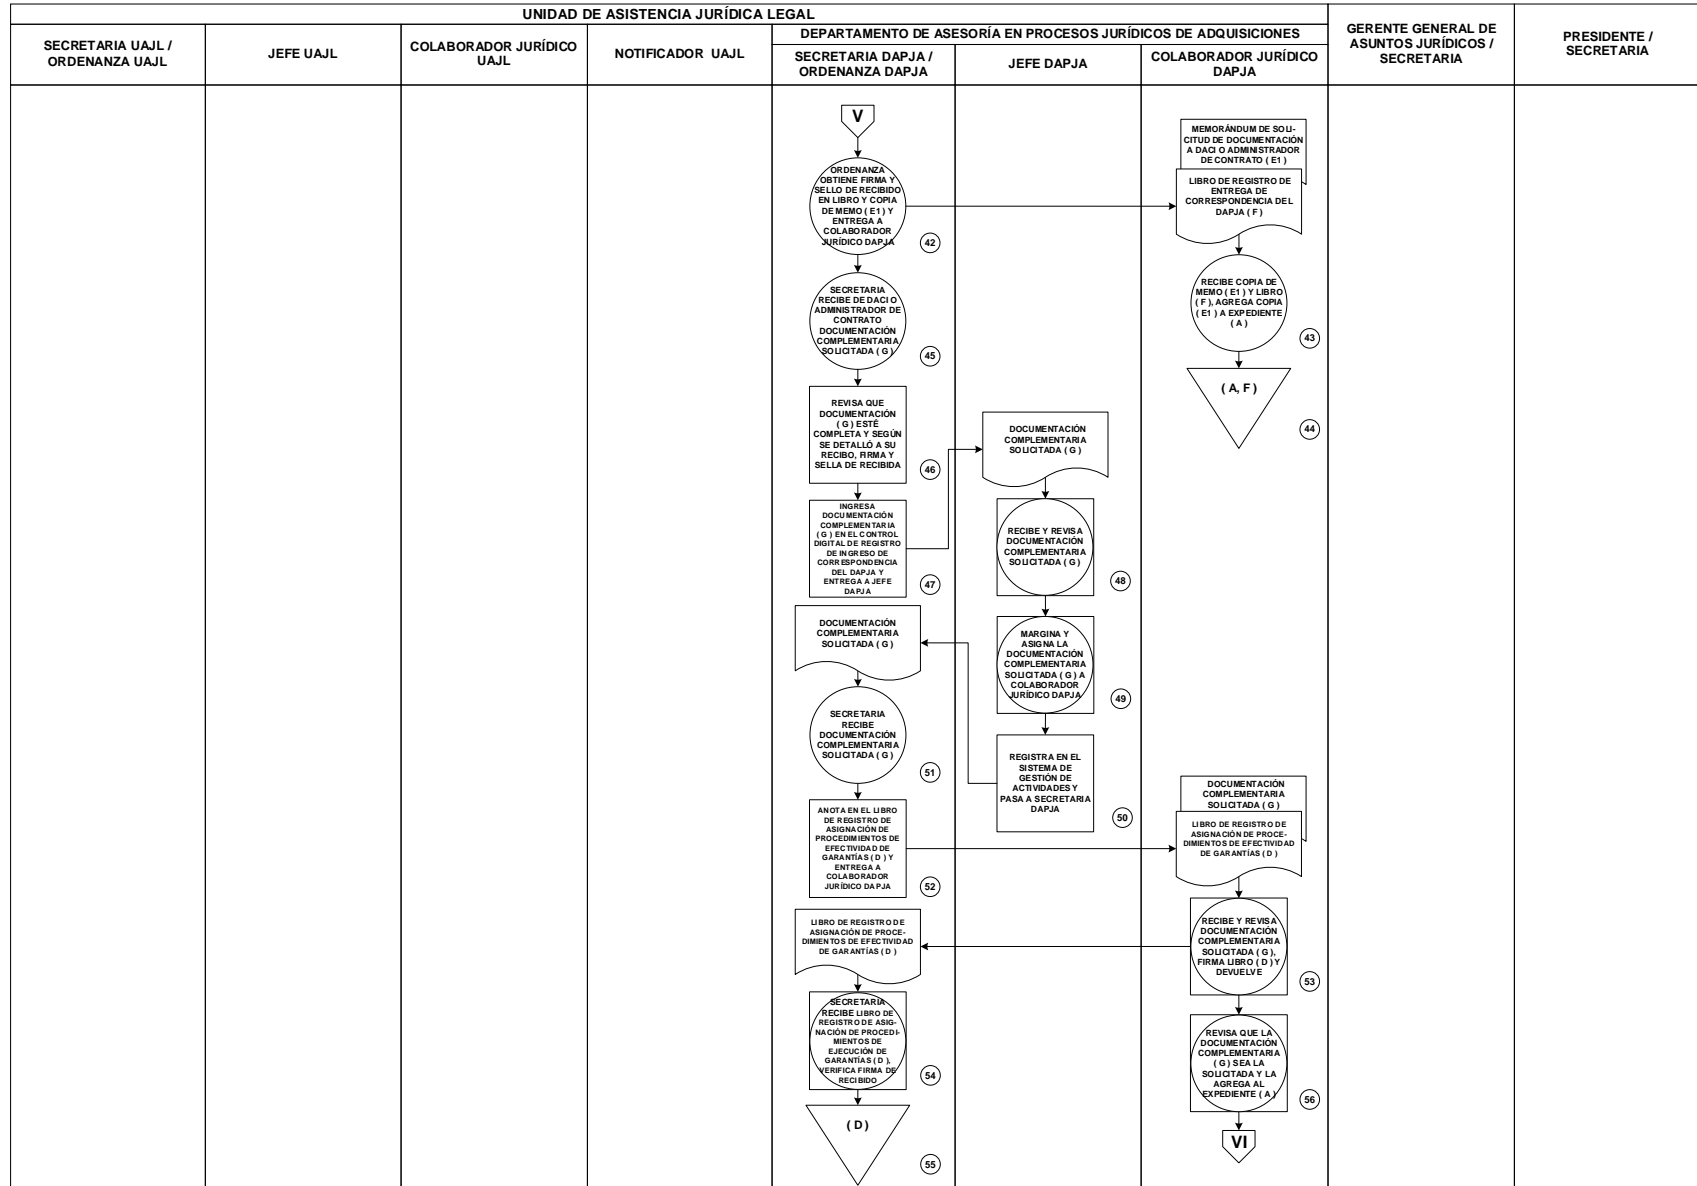 UNIDAD DE ASISTENCIA JURÍDICA LEGAL
SECRETARIA UAJL /
ORDENANZA UAJL
JEFE UAJL
COLABORADOR JURÍDICO
UAJL
NOTIFICADOR UAJL
DEPARTAMENTO DE ASESORÍA EN PROCESOS JURÍDICOS DE ADQUISICIONES
SECRETARIA DAPJA /
ORDENANZA DAPJA
JEFE DAPJA
COLABORADOR JURÍDICO
DAPJA
GERENTE GENERAL DE
ASUNTOS JURÍDICOS /
SECRETARIA
PRESIDENTE /
SECRETARIA
V
ORDENANZA
OBTIENE FIRMA Y
SELLO DE RECIBIDO
EN LIBRO Y COPIA
DE MEMO ( E1 ) Y
ENTREGA A
COLABORADOR
JURÍDICO DAPJA
42
MEMORÁNDUM DE SOLI-
CITUD DE DOCUMENTACIÓN
A DACI O ADMINISTRADOR
DE CONTRATO ( E1 )
LIBRO DE REGISTRO DE
ENTREGA DE
CORRESPONDENCIA DEL
DAPJA ( F )
RECIBE COPIA DE
MEMO ( E1 ) Y LIBRO
( F ), AGREGA COPIA
( E1 ) A EXPEDIENTE
( A )
43
( A, F )
44
SECRETARIA
RECIBE DE DACI O
ADMINISTRADOR DE
CONTRATO
DOCUMENTACIÓN
COMPLEMENTARIA
SOLICITADA ( G )
45
REVISA QUE
DOCUMENTACIÓN
( G ) ESTÉ
COMPLETA Y SEGÚN
SE DETALLÓ A SU
RECIBO, FIRMA Y
SELLA DE RECIBIDA
46
INGRESA
DOCUMENTACIÓN
COMPLEMENTARIA
( G ) EN EL CONTROL
DIGITAL DE REGISTRO
DE INGRESO DE
CORRESPONDENCIA
DEL DAPJA Y
ENTREGA A JEFE
DAPJA
47
DOCUMENTACIÓN
COMPLEMENTARIA
SOLICITADA ( G )
RECIBE Y REVISA
DOCUMENTACIÓN
COMPLEMENTARIA
SOLICITADA ( G )
48
MARGINA Y
ASIGNA LA
DOCUMENTACIÓN
COMPLEMENTARIA
SOLICITADA ( G ) A
COLABORADOR
JURÍDICO DAPJA
49
REGISTRA EN EL
SISTEMA DE
GESTIÓN DE
ACTIVIDADES Y
PASA A SECRETARIA
DAPJA
50
DOCUMENTACIÓN
COMPLEMENTARIA
SOLICITADA ( G )
SECRETARIA
RECIBE
DOCUMENTACIÓN
COMPLEMENTARIA
SOLICITADA ( G )
51
ANOTA EN EL LIBRO
DE REGISTRO DE
ASIGNACIÓN DE
PROCEDIMIENTOS DE
EFECTIVIDAD DE
GARANTÍAS ( D ) Y
ENTREGA A
COLABORADOR
JURÍDICO DAPJA
52
DOCUMENTACIÓN
COMPLEMENTARIA
SOLICITADA ( G )
LIBRO DE REGISTRO DE
ASIGNACIÓN DE PROCE-
DIMIENTOS DE EFECTIVIDAD
DE GARANTÍAS ( D )
RECIBE Y REVISA
DOCUMENTACIÓN
COMPLEMENTARIA
SOLICITADA ( G ),
FIRMA LIBRO ( D ) Y
DEVUELVE
53
LIBRO DE REGISTRO DE
ASIGNACIÓN DE PROCE-
DIMIENTOS DE EFECTIVIDAD
DE GARANTÍAS ( D )
SECRETARIA
RECIBE LIBRO DE
REGISTRO DE ASIG-
NACIÓN DE PROCEDI-
MIENTOS DE
EJECUCIÓN DE
GARANTÍAS ( D ),
VERIFICA FIRMA DE
RECIBIDO
54
( D )
55
REVISA QUE LA
DOCUMENTACIÓN
COMPLEMENTARIA
( G ) SEA LA
SOLICITADA Y LA
AGREGA AL
EXPEDIENTE ( A )
56
VI